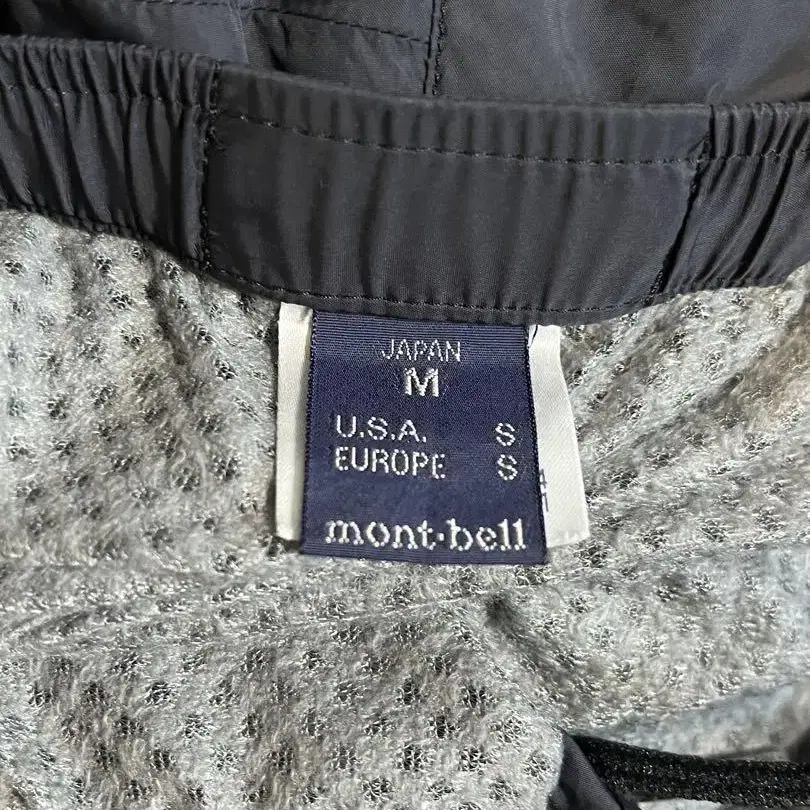 JAPAN
M
U.S.A. S
EUROPE S
mont·bell